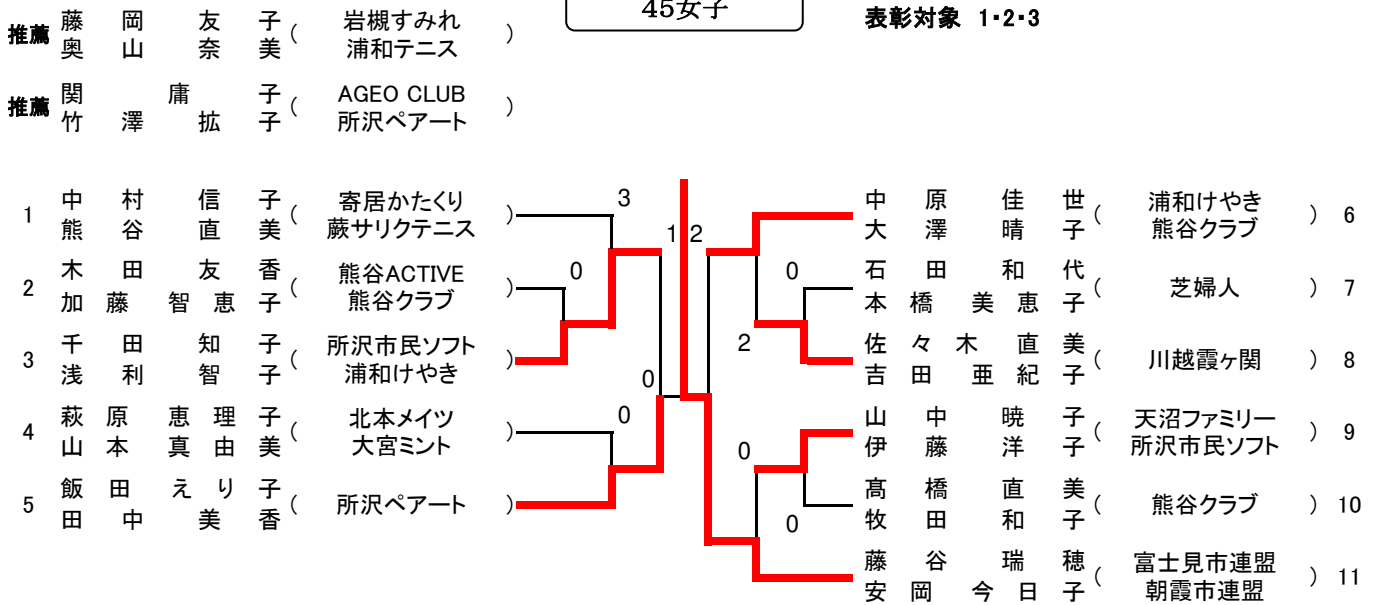 45女子
表彰対象 1・2・3
推薦 藤岡友子 ( 岩槻すみれ )
奥山奈美 浦和テニス
推薦 関庸子 ( AGEO CLUB )
竹澤拡子 所沢ペアート
1 中村信子 ( 寄居かたくり ) 3
熊谷直美 蕨サリクテニス
2 木田友香 ( 熊谷ACTIVE ) 0
加藤智恵子 熊谷クラブ
3 千田知子 ( 所沢市民ソフト )
浅利智子 浦和けやき
0
4 萩原恵理子 ( 北本メイツ ) 0
山本真由美 大宮ミント
5 飯田えり子 ( 所沢ペアート )
田中美香
1 2
中原佳世 ( 浦和けやき ) 6
大澤晴子 熊谷クラブ
0 石田和代 ( 芝婦人 ) 7
本橋美恵子
2 佐々木直美 ( 川越霞ヶ関 ) 8
吉田亜紀子
山中暁子 ( 天沼ファミリー ) 9
伊藤洋子 所沢市民ソフト
0
0 髙橋直美 ( 熊谷クラブ ) 10
牧田和子
藤谷瑞穂 ( 富士見市連盟 ) 11
安岡今日子 朝霞市連盟